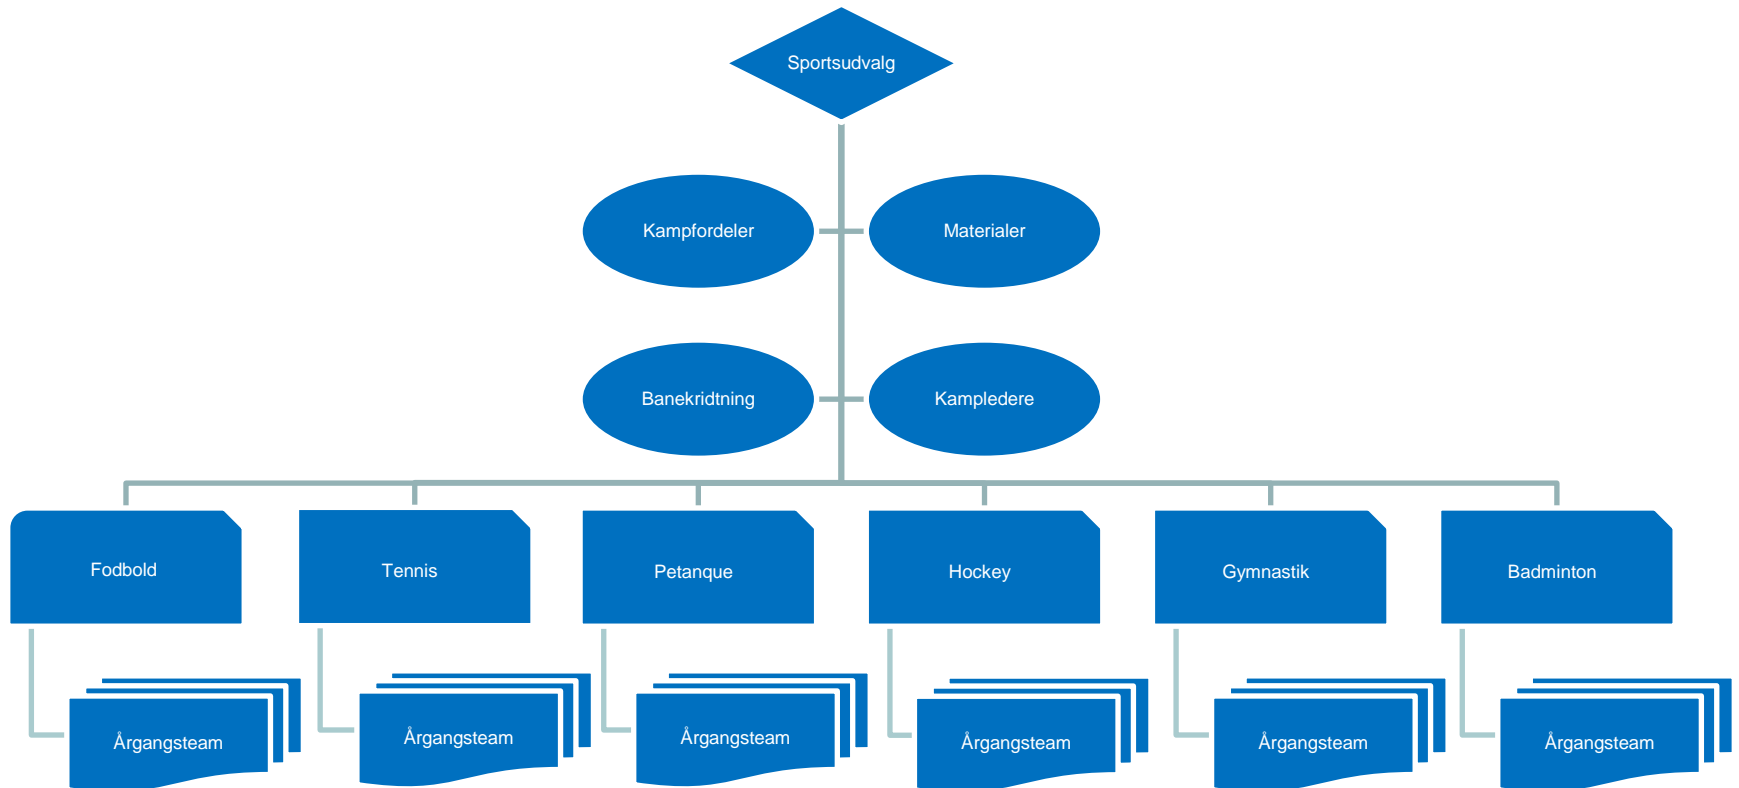 Sportsudvalg
Kampfordeler
Materialer
Banekridtning
Kampledere
Fodbold
Tennis
Petanque
Hockey
Gymnastik
Badminton
Årgangsteam
Årgangsteam
Årgangsteam
Årgangsteam
Årgangsteam
Årgangsteam